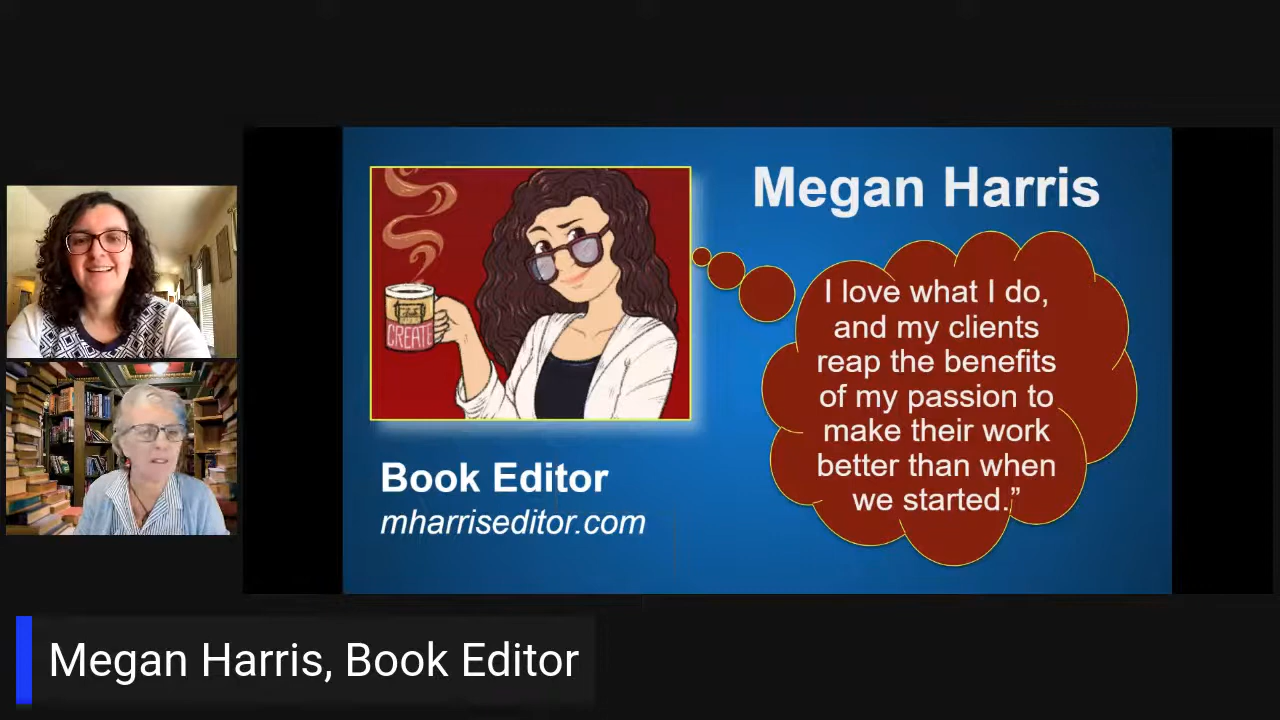 Megan Harris
CREATE
I love what I do,
and my clients
reap the benefits
of my passion to
make their work
better than when
we started.”
Book Editor
mharriseditor.com
Megan Harris, Book Editor